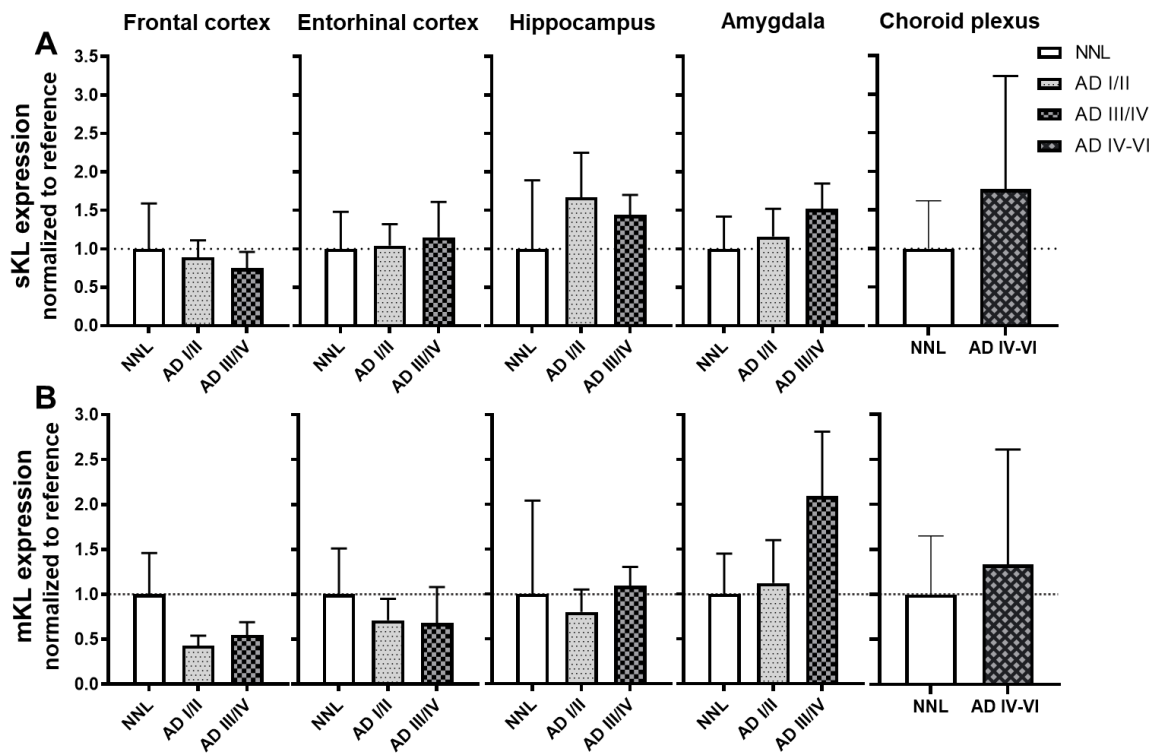 Frontal cortex
Entorhinal cortex
Hippocampus
Amygdala
Choroid plexus
A
sKL expression
normalized to reference
3.5
3.0
2.5
2.0
1.5
1.0
0.5
0.0
NNL
AD I/II
AD III/IV
AD IV-VI
NNL
AD I/II
AD III/IV
NNL
AD I/II
AD III/IV
NNL
AD I/II
AD III/IV
NNL
AD I/II
AD III/IV
NNL
AD IV-VI
B
mKL expression
normalized to reference
3.0
2.5
2.0
1.5
1.0
0.5
0.0
NNL
AD I/II
AD III/IV
NNL
AD I/II
AD III/IV
NNL
AD I/II
AD III/IV
NNL
AD I/II
AD III/IV
NNL
AD IV-VI